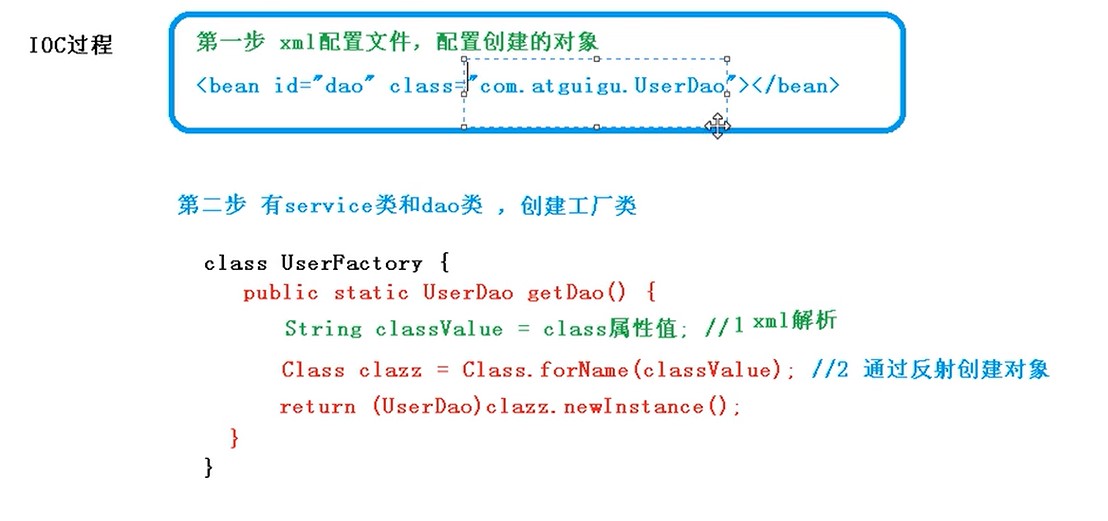 IOC过程
第一步 xml配置文件，配置创建的对象
<bean id="dao" class="com.atguigu.UserDao"></bean>
第二步 有service类和dao类 ，创建工厂类
class UserFactory {
public static UserDao getDao() {
String classValue = class属性值; //1 xml解析
Class clazz = Class.forName(classValue); //2 通过反射创建对象
return (UserDao)clazz.newInstance();
}
}